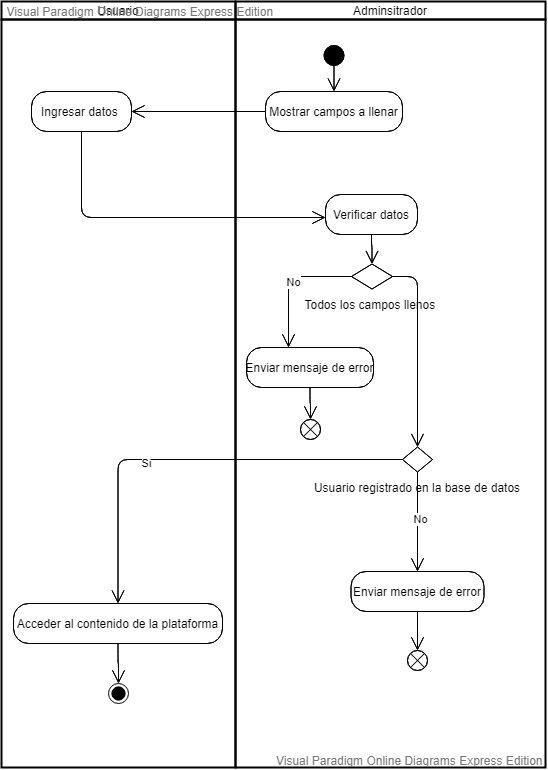 Visual Paradigm Online Diagrams Express Edition
Usuario
Adminsitrador
Ingresar datos
Mostrar campos a llenar
Verificar datos
No
Todos los campos llenos
Enviar mensaje de error
Si
Usuario registrado en la base de datos
No
Enviar mensaje de error
Acceder al contenido de la plataforma
Visual Paradigm Online Diagrams Express Edition